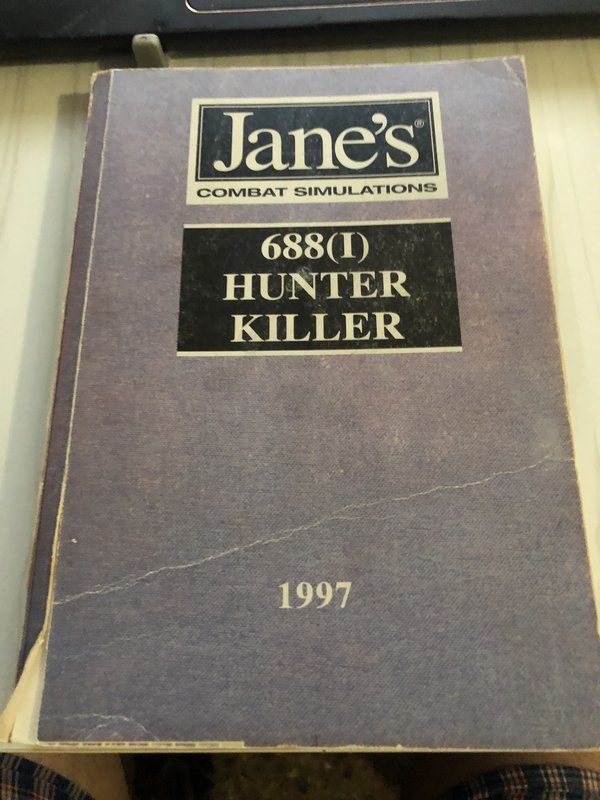 Jane's®
COMBAT SIMULATIONS
688(I)
HUNTER
KILLER
1997